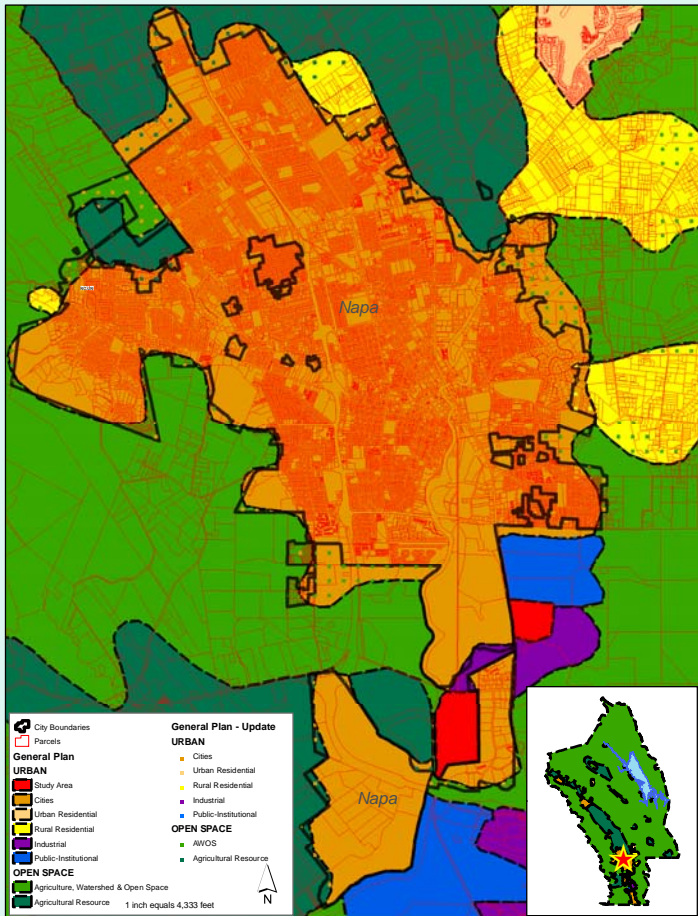 Napa
Napa
City Boundaries
Parcels
General Plan
URBAN
Study Area
Cities
Urban Residential
Rural Residential
Industrial
Public-Institutional
OPEN SPACE
Agriculture, Watershed & Open Space
Agricultural Resource
General Plan - Update
URBAN
Cities
Urban Residential
Rural Residential
Industrial
Public-Institutional
OPEN SPACE
AWOS
Agricultural Resource
1 inch equals 4,333 feet
N